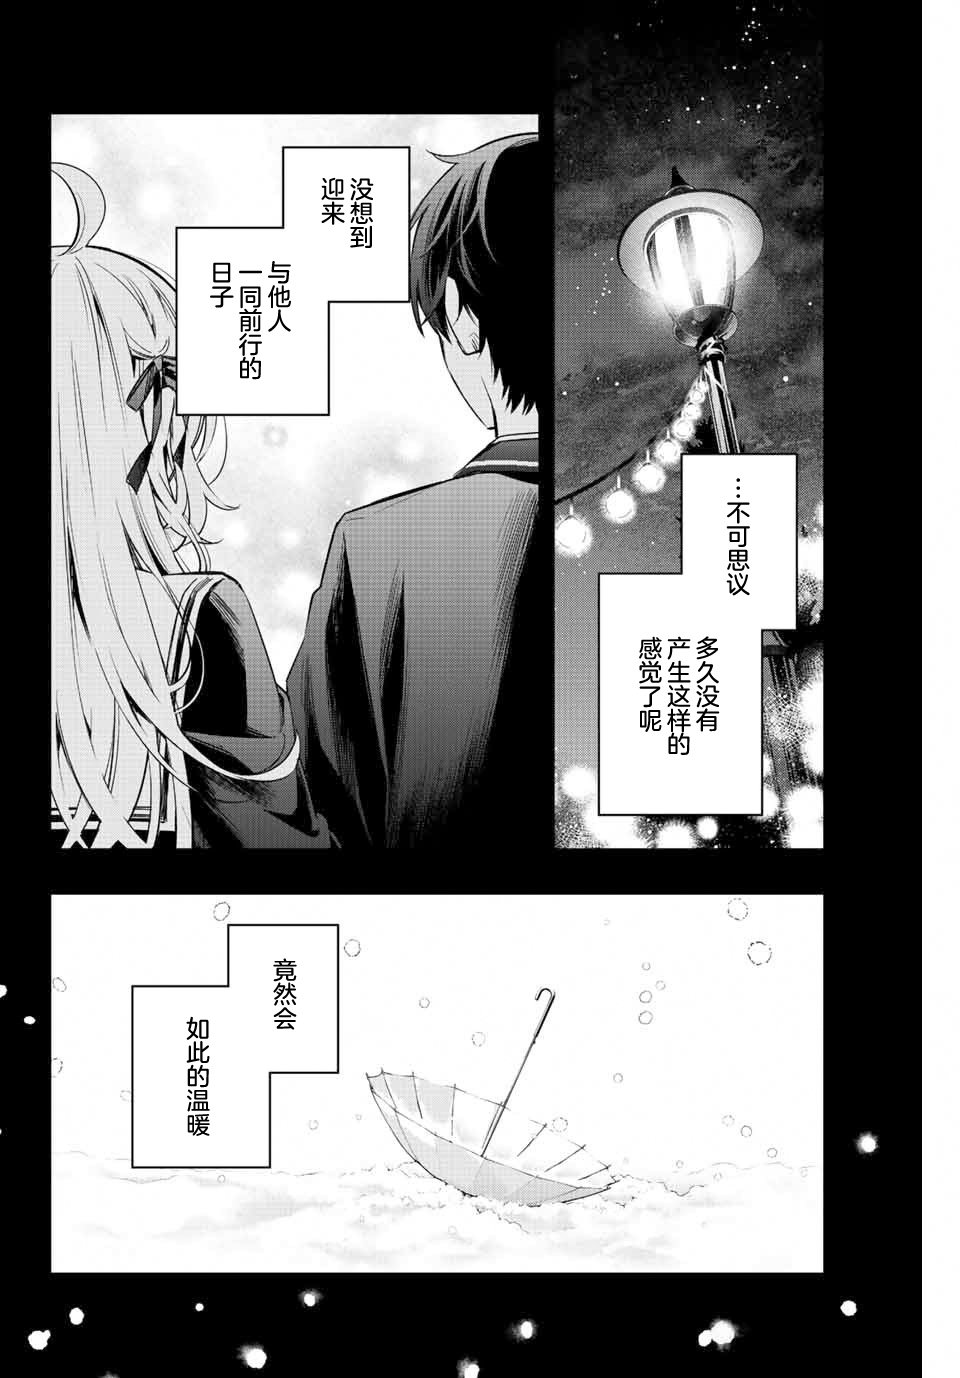 …不可思议
多久没有
产生这样的
感觉了呢
没想到
迎来
与他人
一同前行的
日子
竟然会
如此的温暖